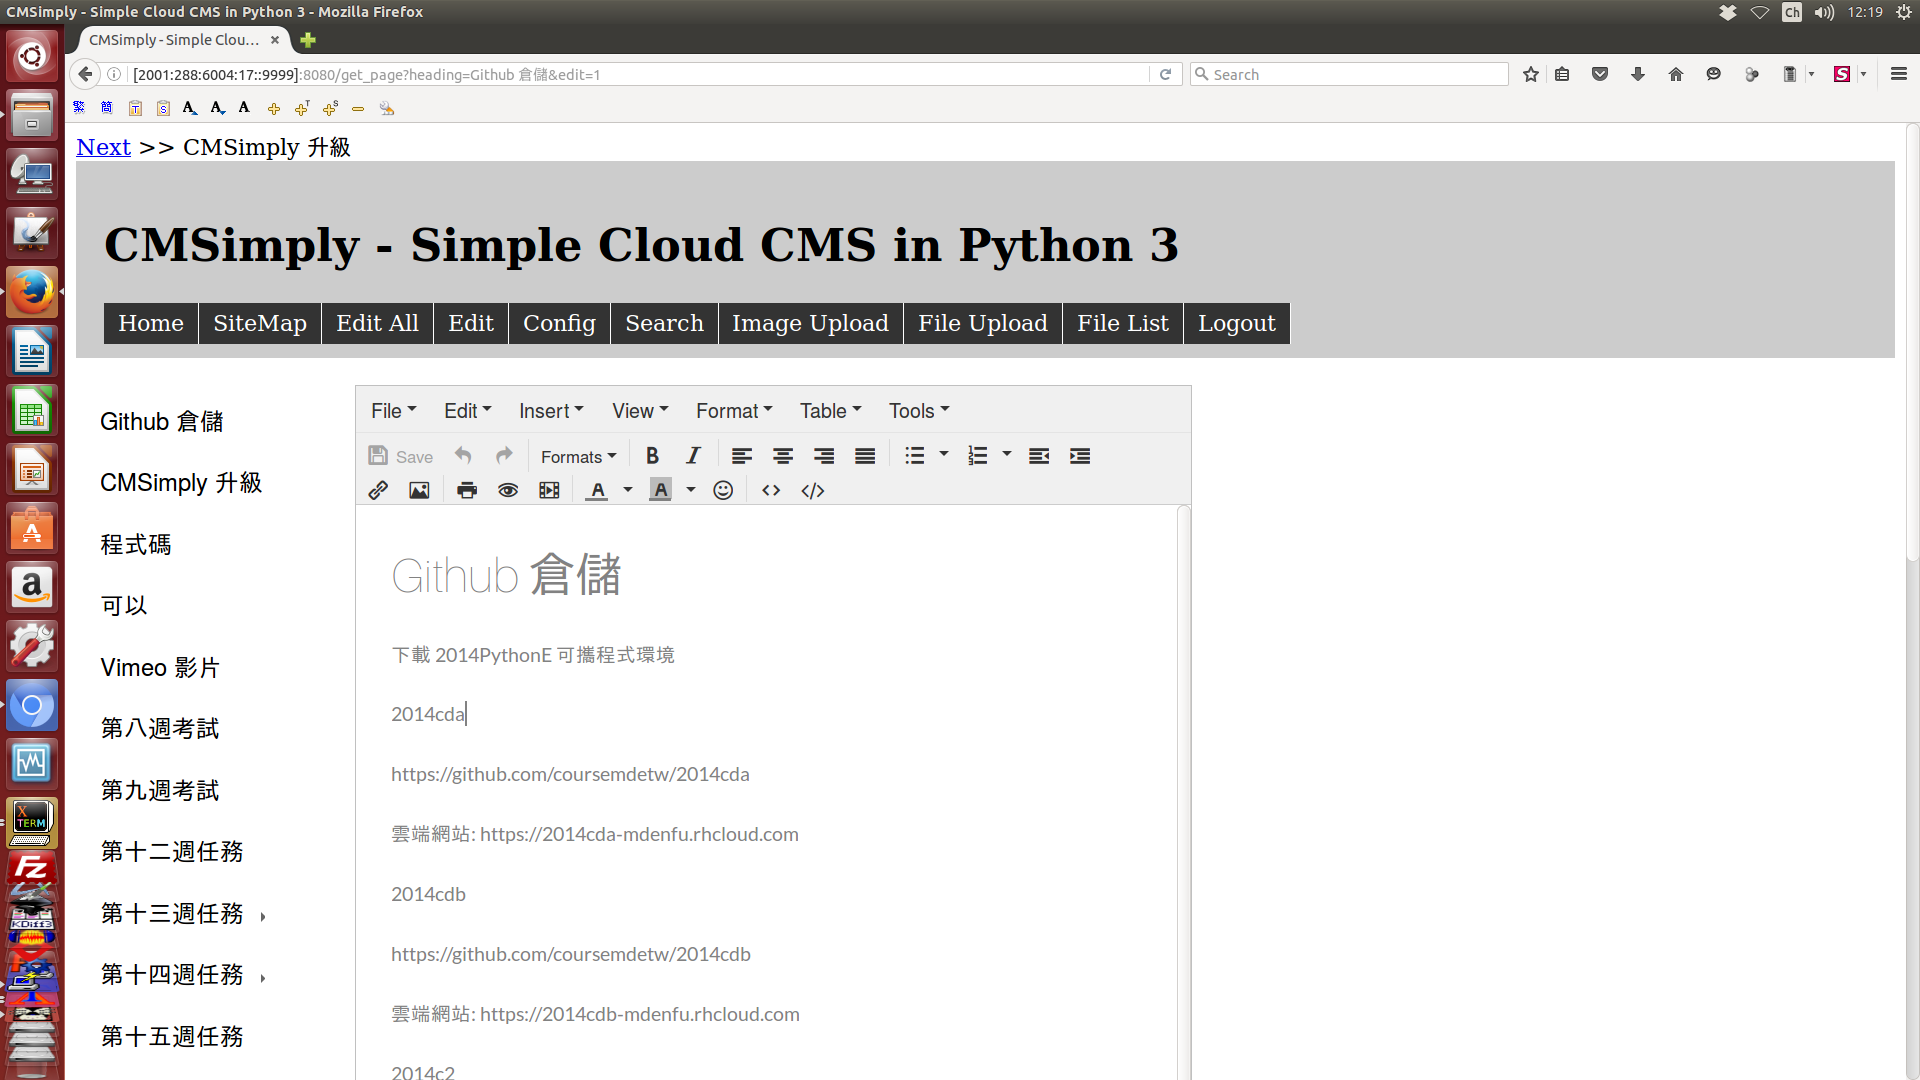 CMSimply - Simple Cloud CMS in Python 3 - Mozilla Firefox
Ch
12:19
CMSimply - Simple Clou...
[2001:288:6004:17::9999]:8080/get_page?heading=Github 倉儲&edit=1
Search
繁 簡 T S A A A T S
Next >> CMSimply 升級
CMSimply - Simple Cloud CMS in Python 3
Home SiteMap Edit All Edit Config Search Image Upload File Upload File List Logout
Github 倉儲
CMSimply 升級
程式碼
可以
Vimeo 影片
第八週考試
第九週考試
第十二週任務
第十三週任務
第十四週任務
第十五週任務
File Edit Insert View Format Table Tools
Save Formats B I
A A
Github 倉儲
下載 2014PythonE 可攜程式環境
2014cda
https://github.com/coursemdetw/2014cda
雲端網站: https://2014cda-mdenfu.rhcloud.com
2014cdb
https://github.com/coursemdetw/2014cdb
雲端網站: https://2014cdb-mdenfu.rhcloud.com
2014c2
X TERM
FZ
KDiff3